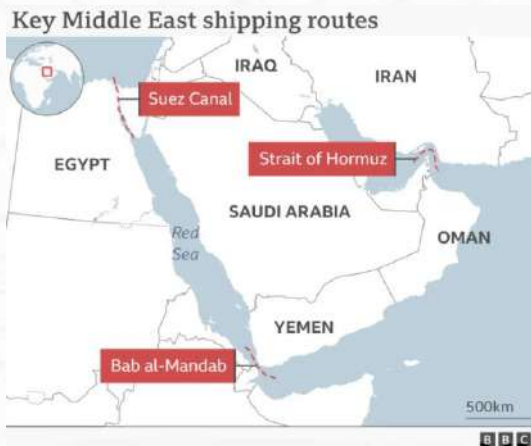 Key Middle East shipping routes
IRAQ
IRAN
Suez Canal
Strait of Hormuz
EGYPT
SAUDI ARABIA
OMAN
Red
Sea
YEMEN
Bab al-Mandab
500km
BBC